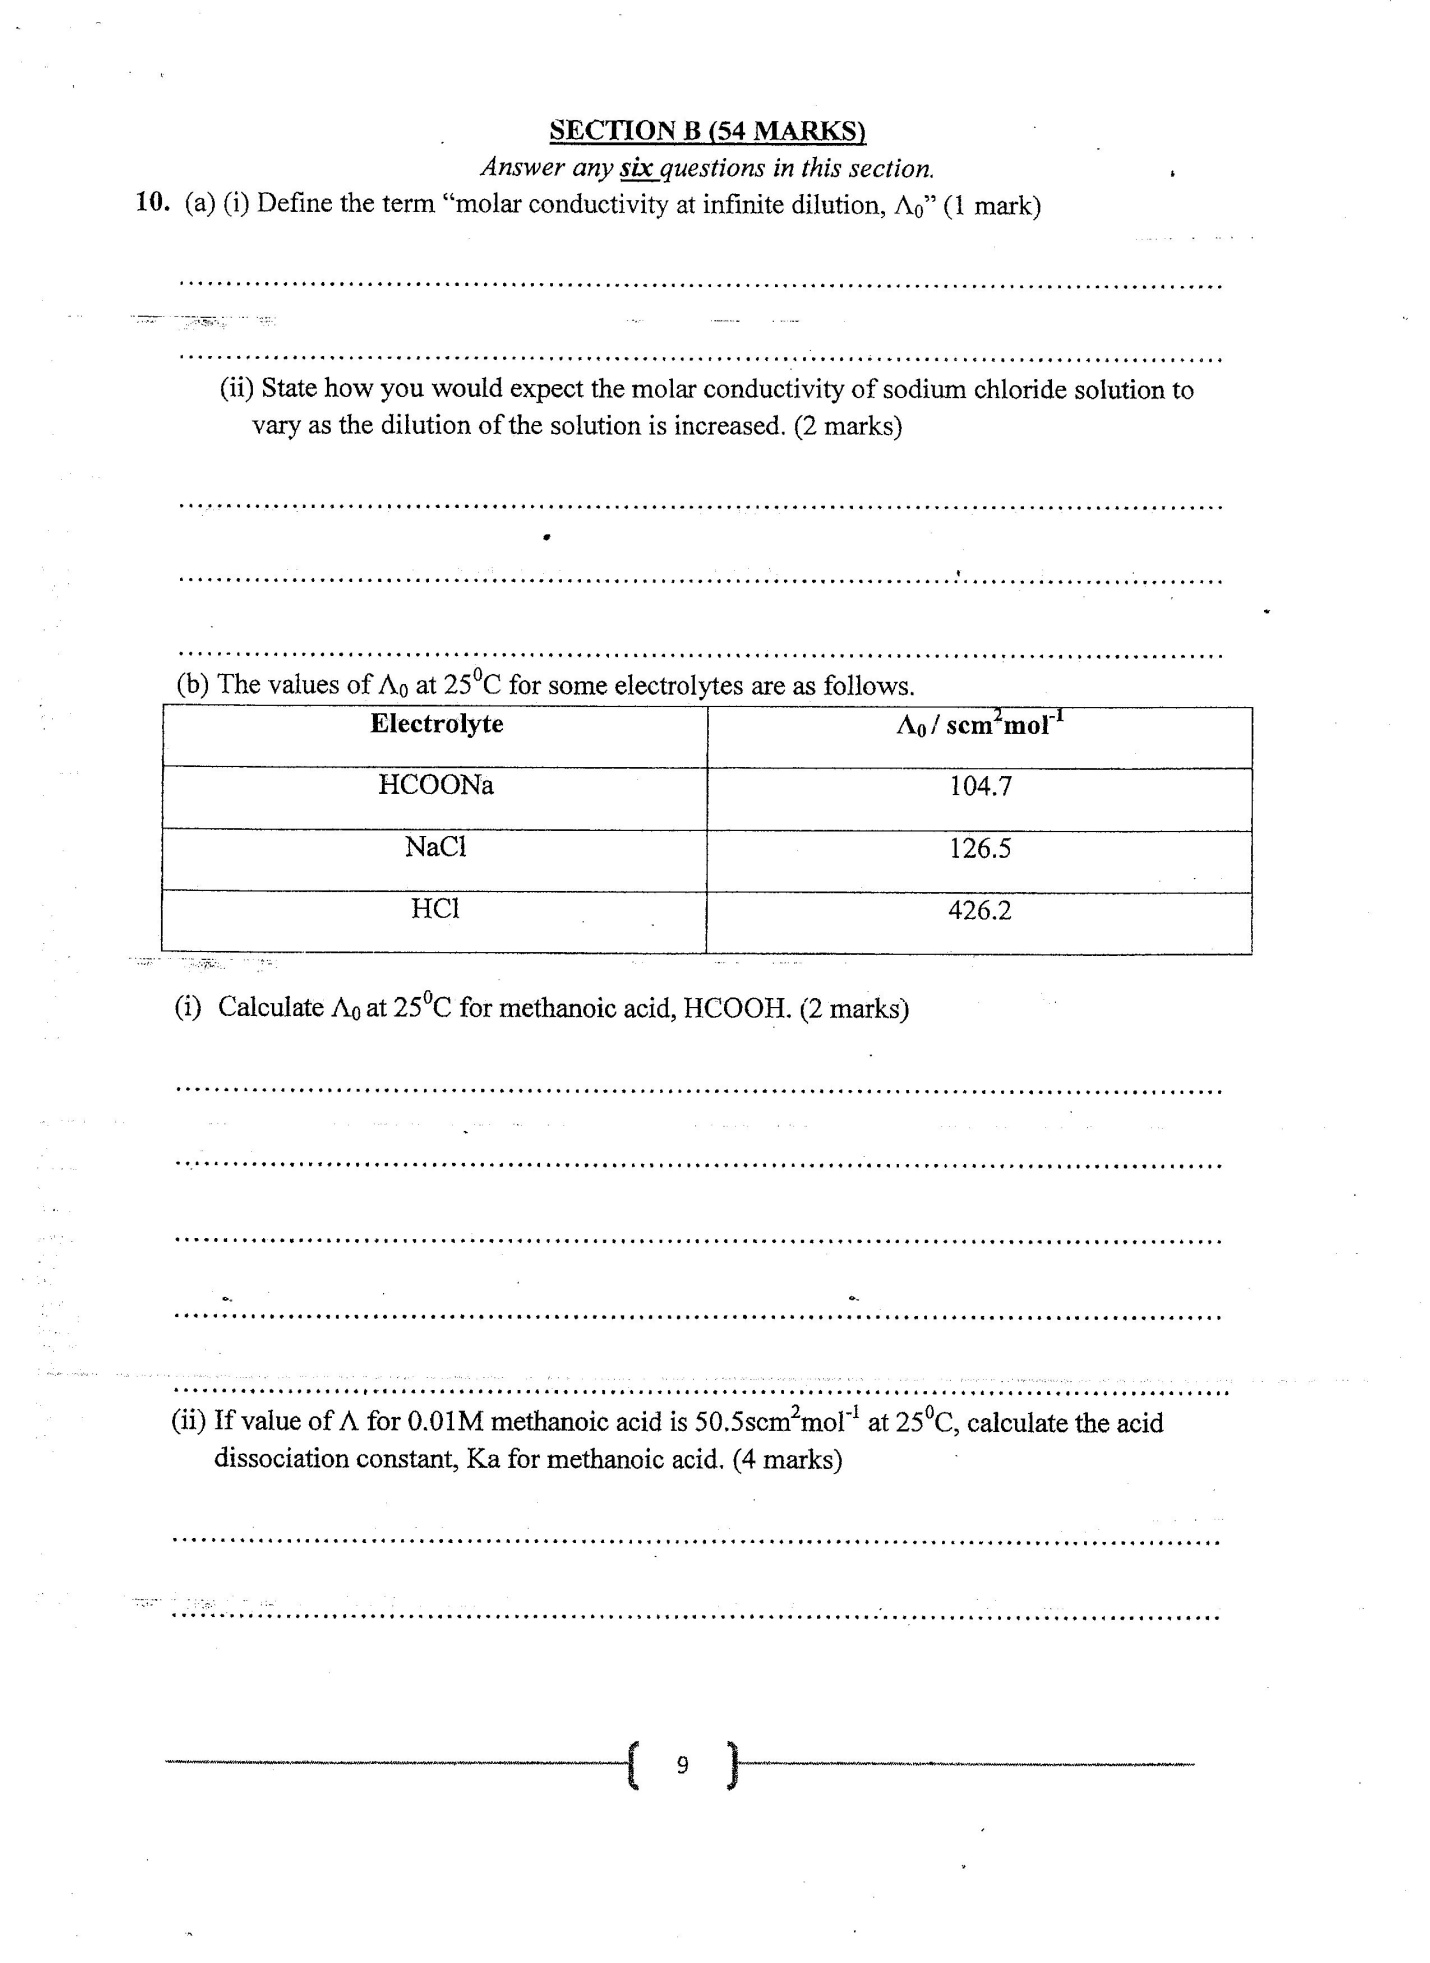 SECTION B (54 MARKS)
Answer any six questions in this section.
10. (a) (i) Define the term “molar conductivity at infinite dilution, Λ₀” (1 mark)
(ii) State how you would expect the molar conductivity of sodium chloride solution to
vary as the dilution of the solution is increased. (2 marks)
(b) The values of Λ₀ at 25⁰C for some electrolytes are as follows.
Electrolyte Λ₀ / scm²mol⁻¹
HCOONa 104.7
NaCl 126.5
HCl 426.2
(i) Calculate Λ₀ at 25⁰C for methanoic acid, HCOOH. (2 marks)
(ii) If value of Λ for 0.01M methanoic acid is 50.5scm²mol⁻¹ at 25⁰C, calculate the acid
dissociation constant, Ka for methanoic acid. (4 marks)
9